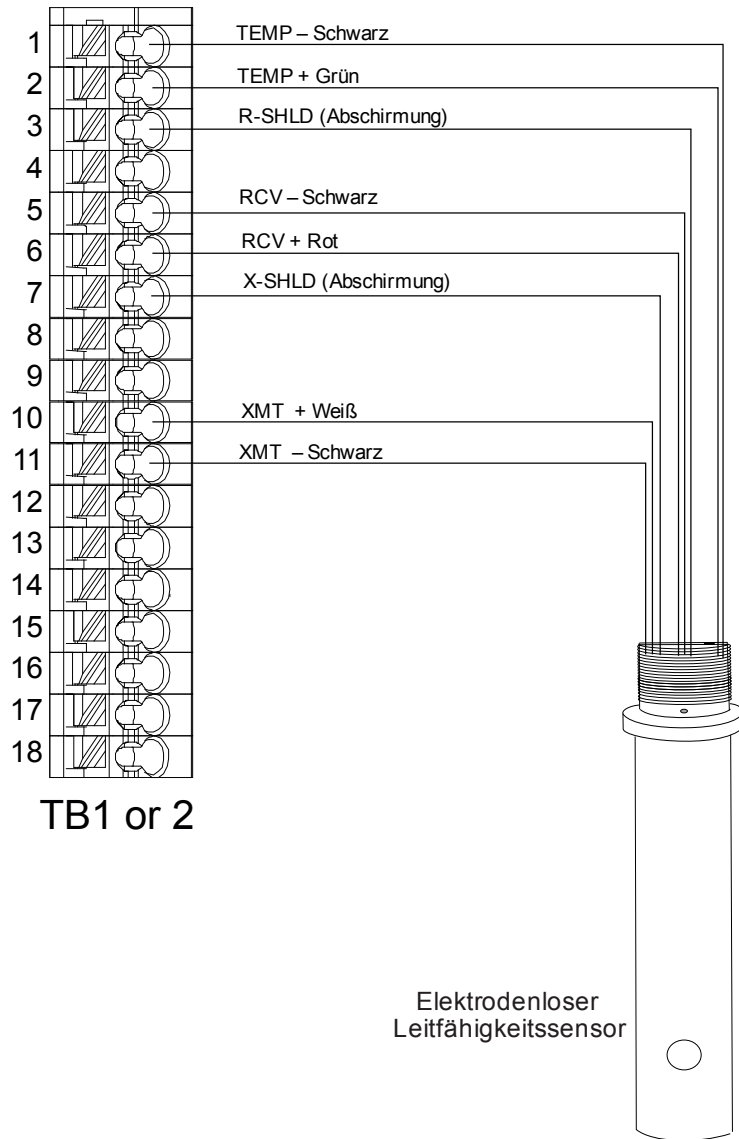 1 TEMP – Schwarz
2 TEMP + Grün
3 R-SHLD (Abschirmung)
4
5 RCV – Schwarz
6 RCV + Rot
7 X-SHLD (Abschirmung)
8
9
10 XMT + Weiß
11 XMT – Schwarz
12
13
14
15
16
17
18
TB1 or 2
Elektrodenloser
Leitfähigkeitssensor